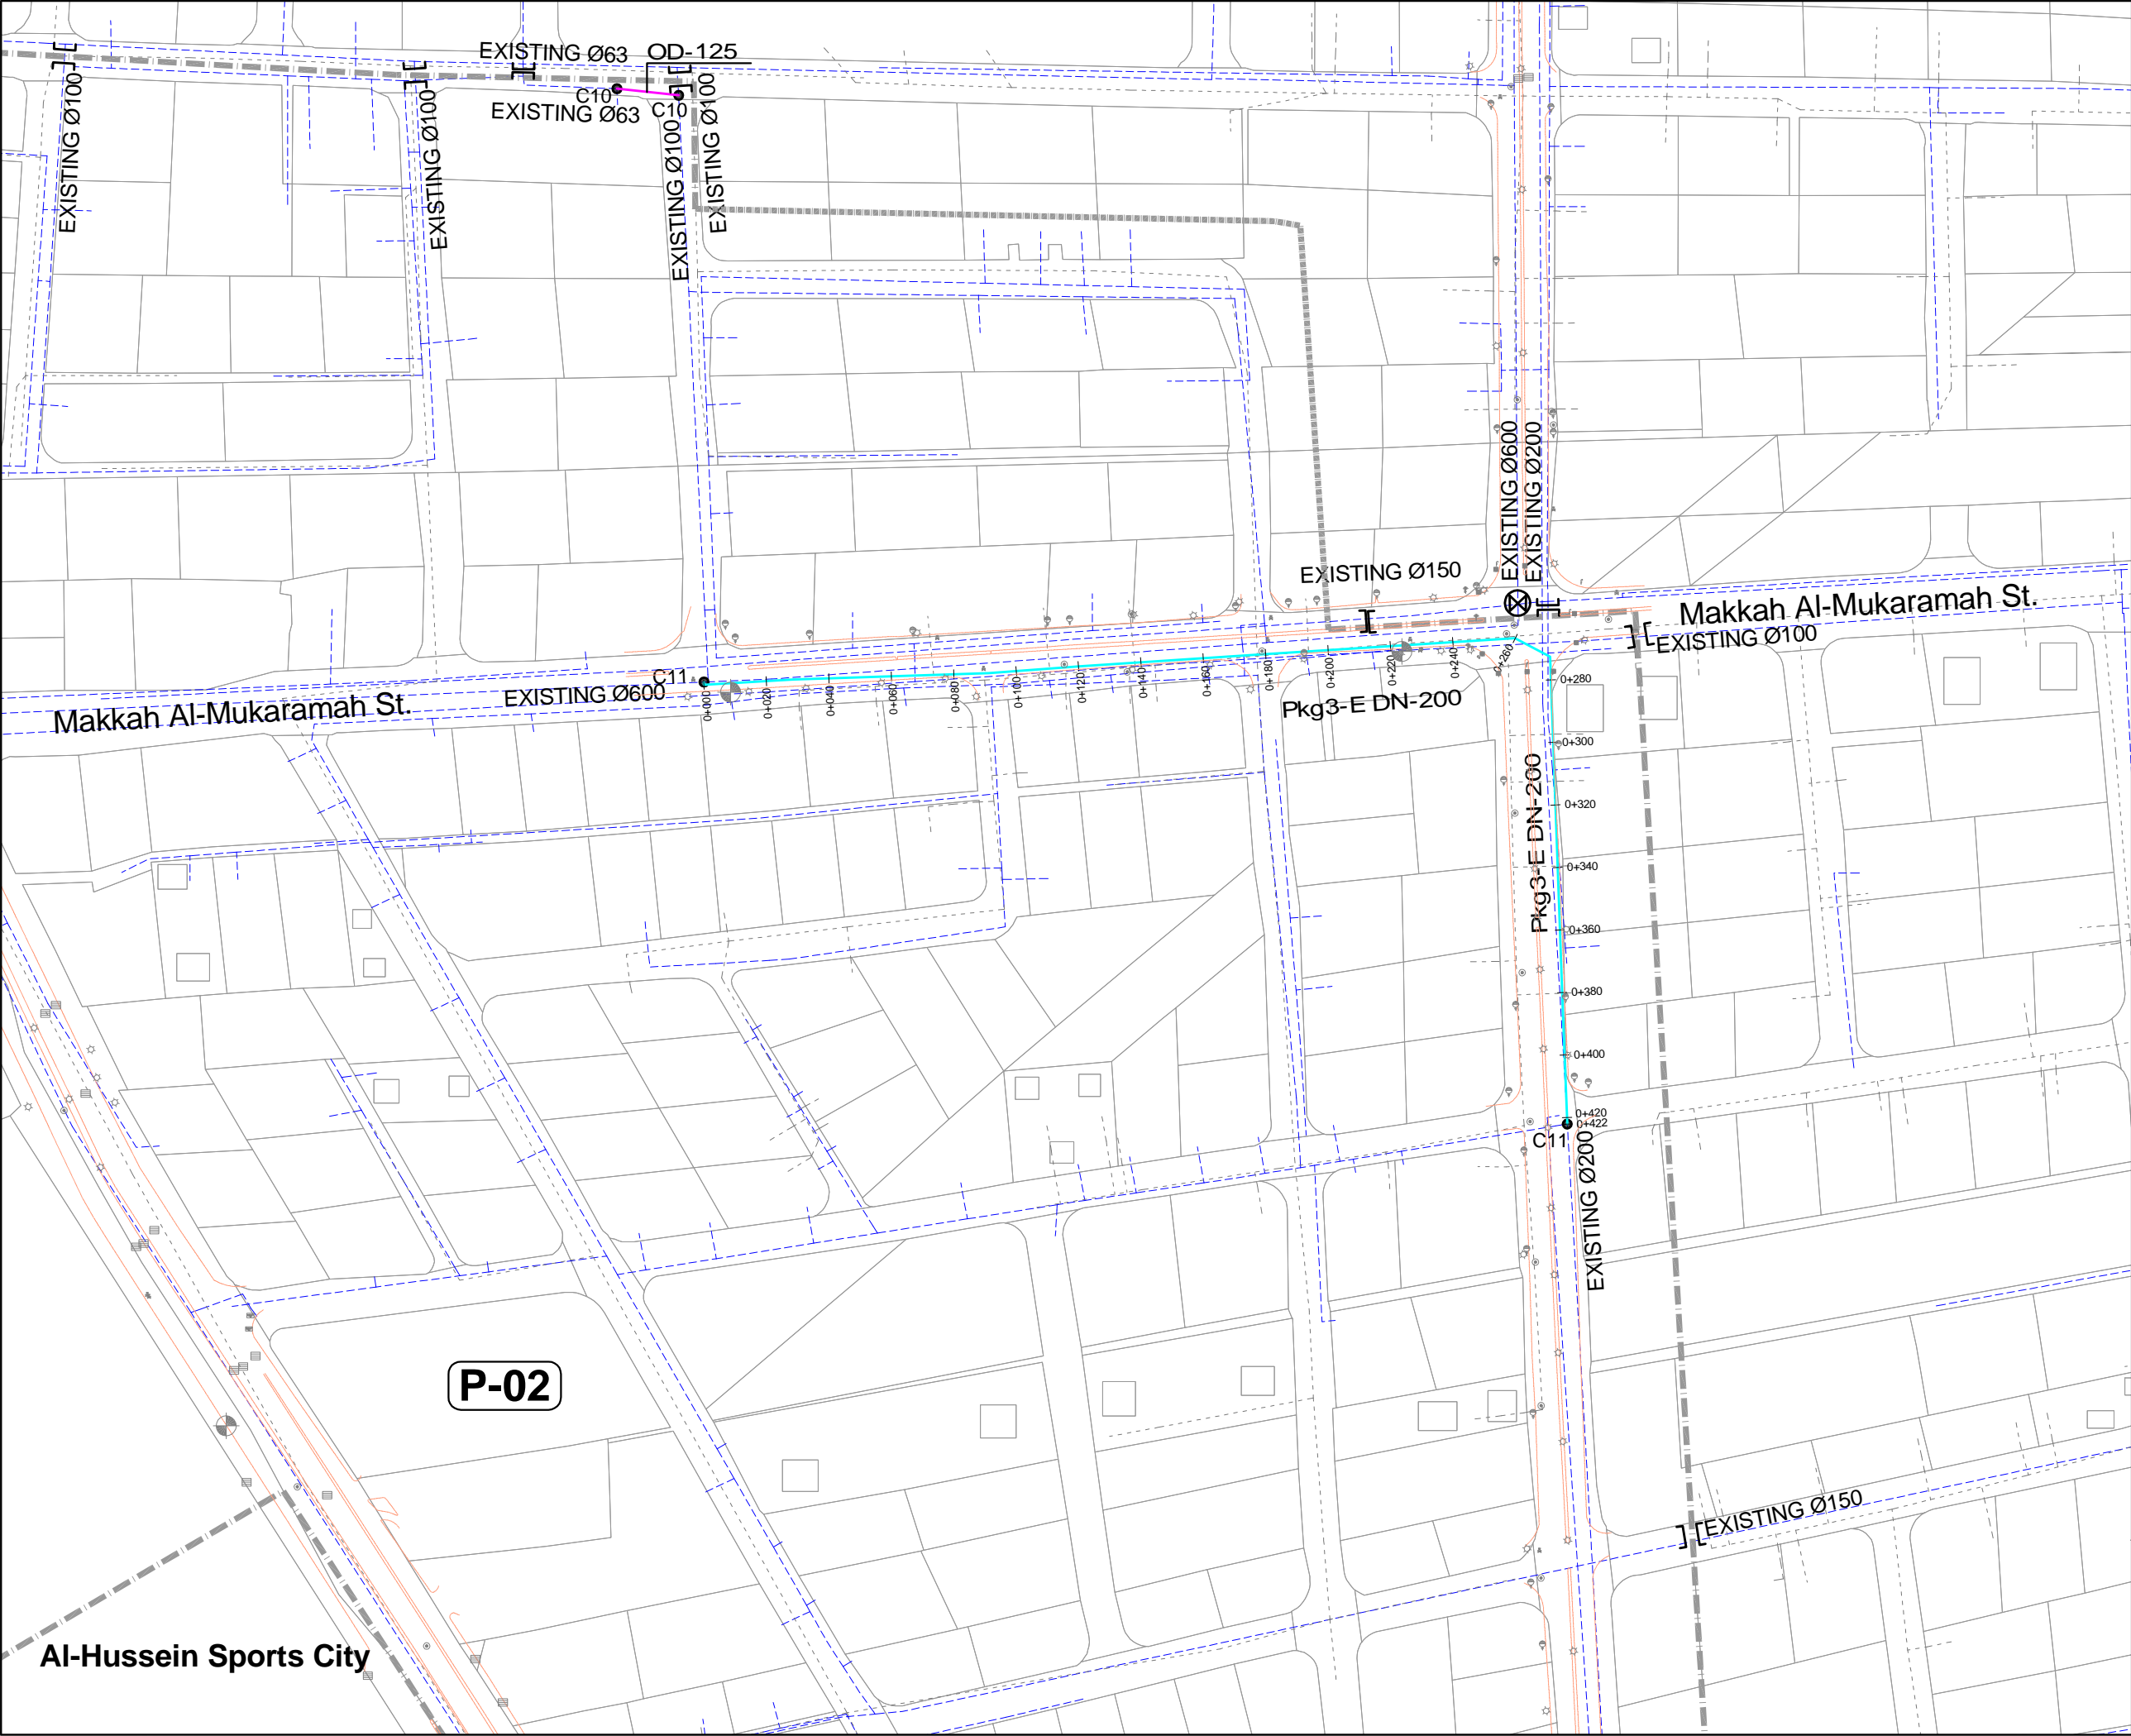 EXISTING Ø63
OD-125
C10
C10
EXISTING Ø63
EXISTING Ø100
EXISTING Ø100
EXISTING Ø100
EXISTING Ø100
EXISTING Ø600
EXISTING Ø200
EXISTING Ø150
Makkah Al-Mukaramah St.
EXISTING Ø100
C11
EXISTING Ø600
Makkah Al-Mukaramah St.
0+000
0+020
0+040
0+060
0+080
0+100
0+120
0+140
0+160
0+180
0+200
0+220
0+240
0+260
0+280
Pkg3-E DN-200
0+300
Pkg3-E DN-200
0+320
0+340
0+360
0+380
0+400
0+420
0+422
C11
EXISTING Ø200
P-02
EXISTING Ø150
Al-Hussein Sports City